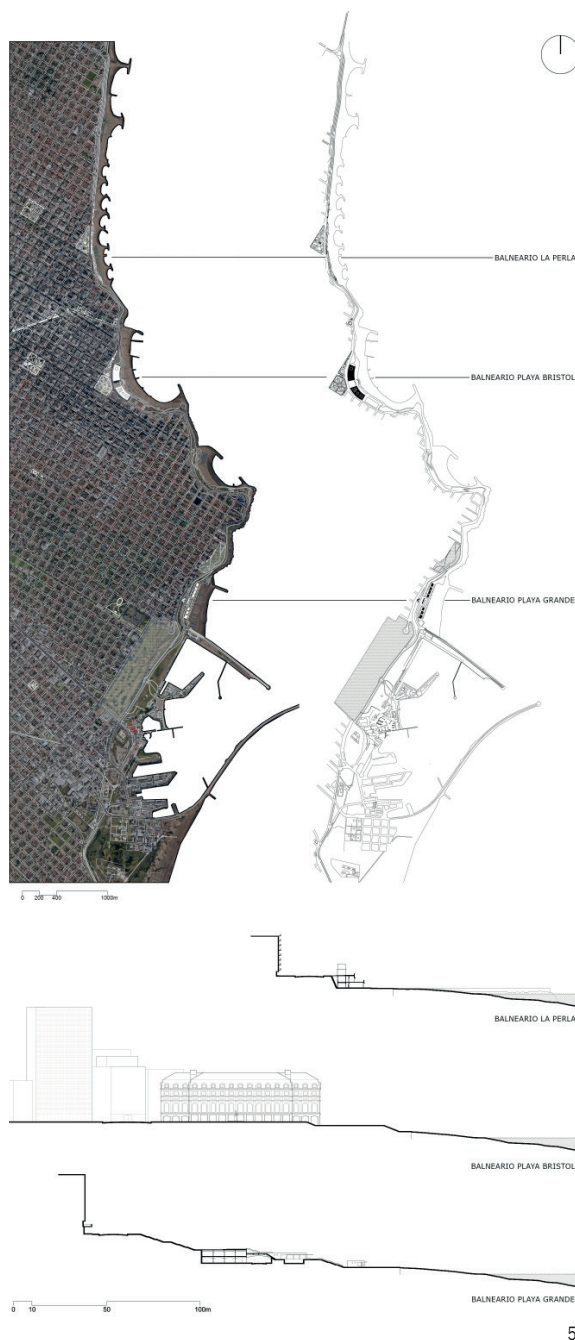 BALNEARIO LA PERLA
BALNEARIO PLAYA BRISTOL
BALNEARIO PLAYA GRANDE
0 200 400 1000m
BALNEARIO LA PERLA
BALNEARIO PLAYA BRISTOL
BALNEARIO PLAYA GRANDE
0 10 50 100m
5